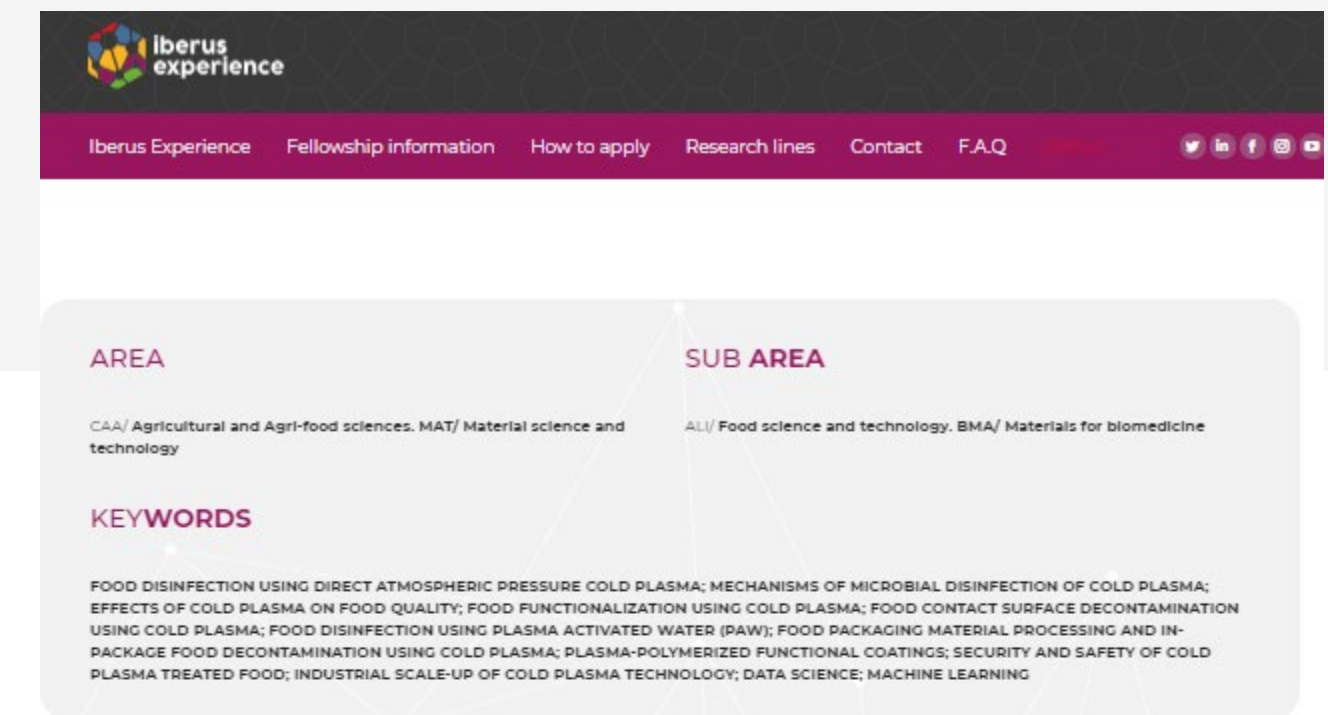 iberus
experience
Iberus Experience Fellowship information How to apply Research lines Contact F.A.Q
AREA
CAA/ Agricultural and Agri-food sciences. MAT/ Material science and
technology
SUB AREA
ALI/ Food science and technology. BMA/ Materials for biomedicine
KEYWORDS
FOOD DISINFECTION USING DIRECT ATMOSPHERIC PRESSURE COLD PLASMA; MECHANISMS OF MICROBIAL DISINFECTION OF COLD PLASMA;
EFFECTS OF COLD PLASMA ON FOOD QUALITY; FOOD FUNCTIONALIZATION USING COLD PLASMA; FOOD CONTACT SURFACE DECONTAMINATION
USING COLD PLASMA; FOOD DISINFECTION USING PLASMA ACTIVATED WATER (PAW); FOOD PACKAGING MATERIAL PROCESSING AND IN-
PACKAGE FOOD DECONTAMINATION USING COLD PLASMA; PLASMA-POLYMERIZED FUNCTIONAL COATINGS; SECURITY AND SAFETY OF COLD
PLASMA TREATED FOOD; INDUSTRIAL SCALE-UP OF COLD PLASMA TECHNOLOGY; DATA SCIENCE; MACHINE LEARNING